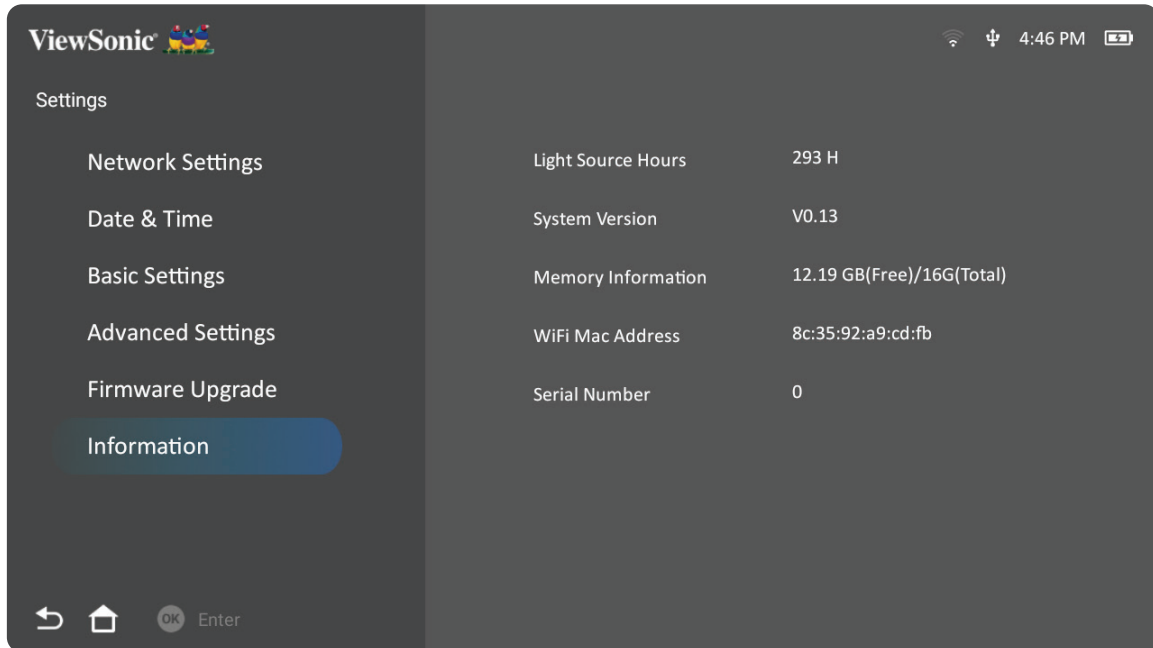 ViewSonic
4:46 PM
Settings
Network Settings
Light Source Hours 293 H
Date & Time
System Version V0.13
Basic Settings
Memory Information 12.19 GB(Free)/16G(Total)
Advanced Settings
WiFi Mac Address 8c:35:92:a9:cd:fb
Firmware Upgrade
Serial Number 0
Information
OK Enter